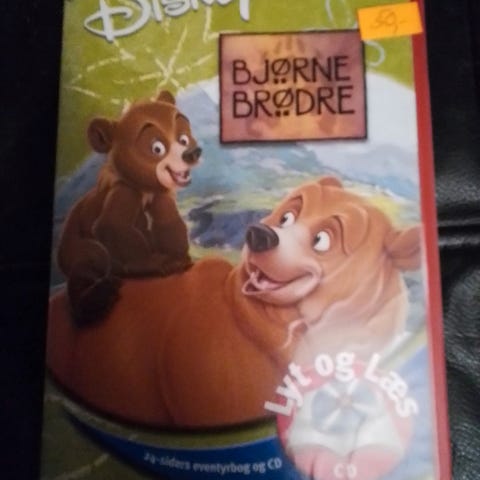 Disney
50,-
BJØRNE
BRØDRE
Lyt og Læs
CD
24-siders eventyrbog og CD